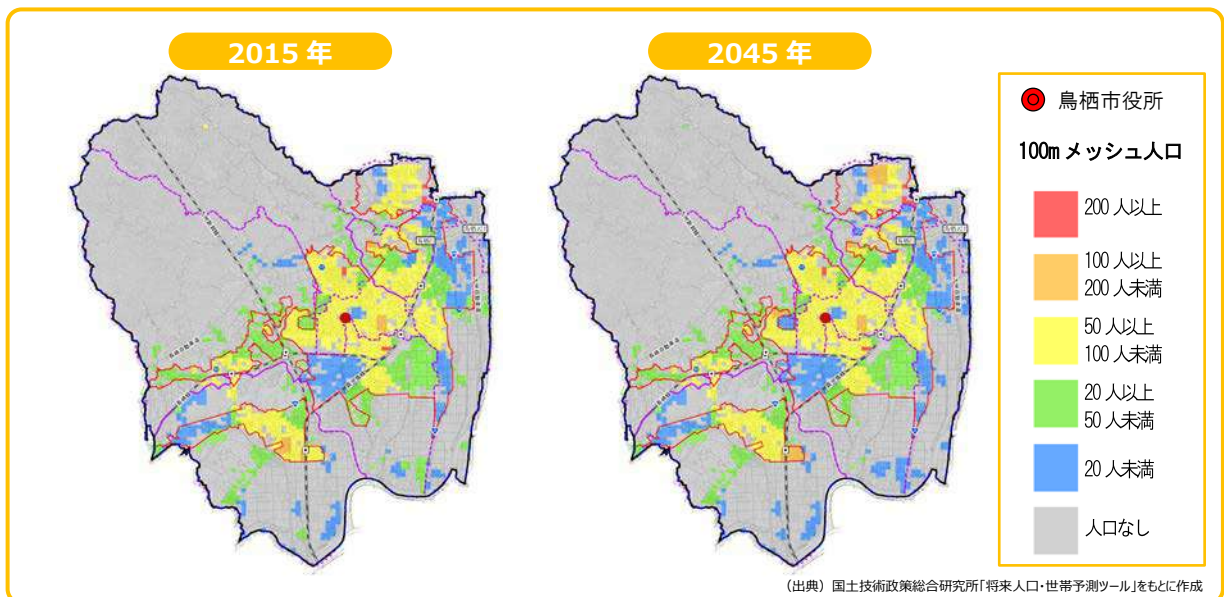 2015 年
2045 年
鳥栖市役所
100m メッシュ人口
200 人以上
100 人以上
200 人未満
50 人以上
100 人未満
20 人以上
50 人未満
20 人未満
人口なし
（出典）国土技術政策総合研究所「将来人口・世帯予測ツール」をもとに作成